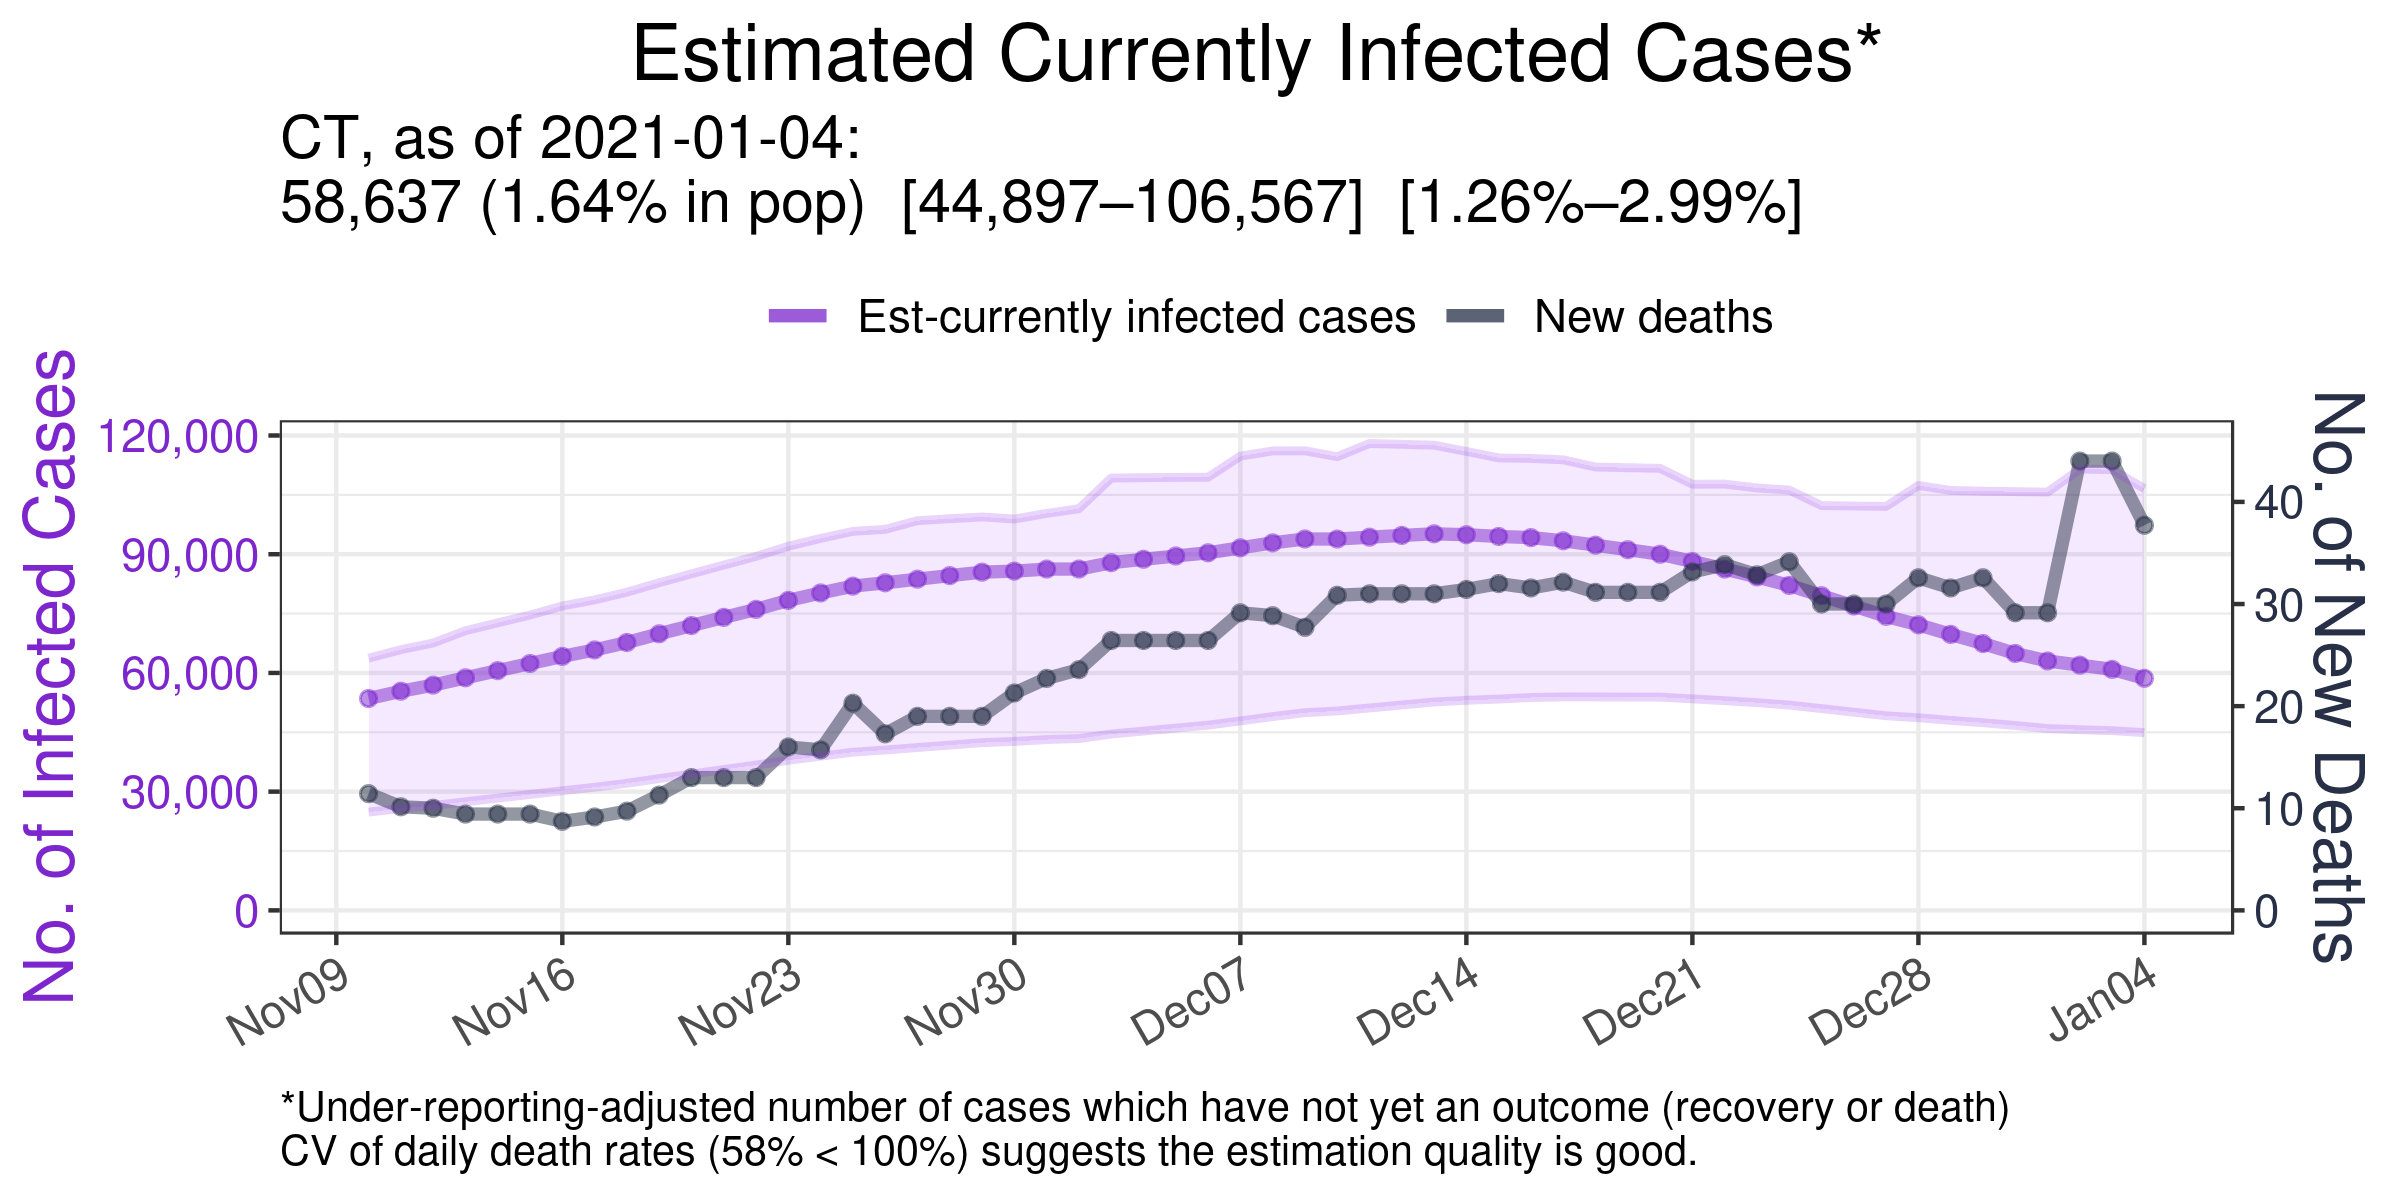 Estimated Currently Infected Cases*
CT, as of 2021-01-04:
58,637 (1.64% in pop)  [44,897–106,567]  [1.26%–2.99%]
Est-currently infected cases
New deaths
No. of Infected Cases
120,000
90,000
60,000
30,000
0
No. of New Deaths
40
30
20
10
0
Nov09
Nov16
Nov23
Nov30
Dec07
Dec14
Dec21
Dec28
Jan04
*Under-reporting-adjusted number of cases which have not yet an outcome (recovery or death)
CV of daily death rates (58% < 100%) suggests the estimation quality is good.